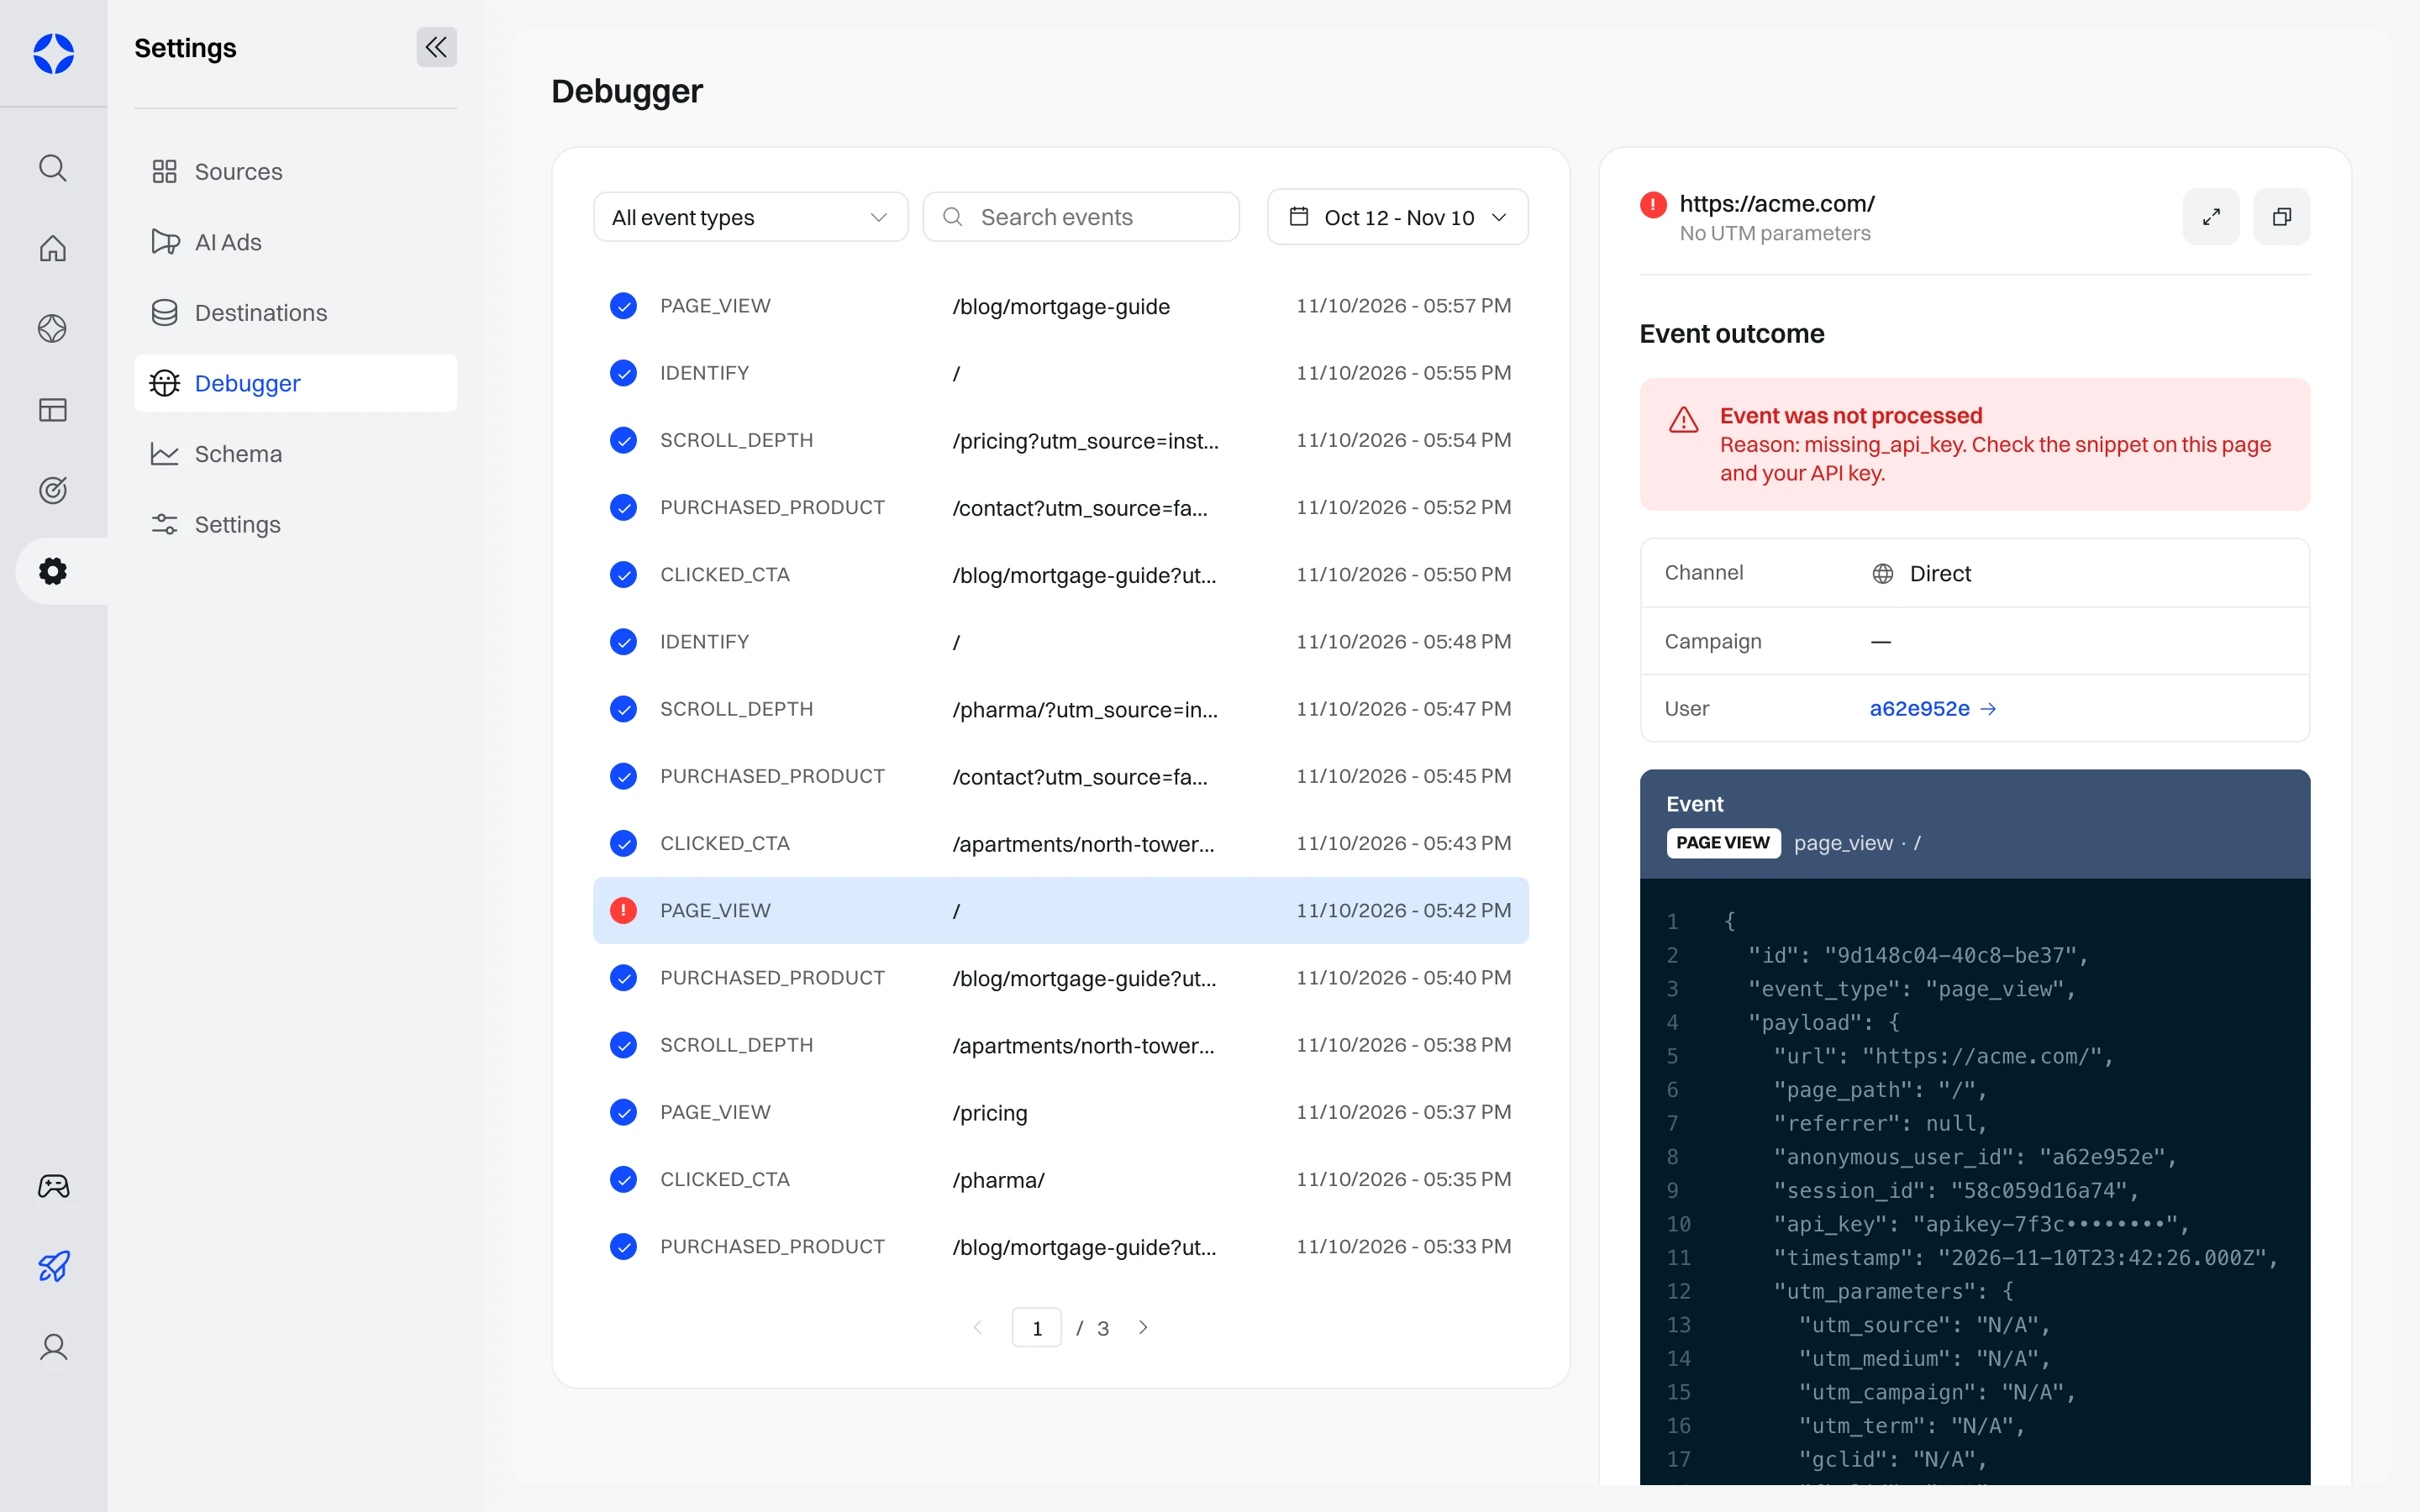 Settings
Sources
AI Ads
Destinations
Debugger
Schema
Settings
Debugger
All event types
Search events
Oct 12 - Nov 10
PAGE_VIEW /blog/mortgage-guide 11/10/2026 - 05:57 PM
IDENTIFY / 11/10/2026 - 05:55 PM
SCROLL_DEPTH /pricing?utm_source=inst... 11/10/2026 - 05:54 PM
PURCHASED_PRODUCT /contact?utm_source=fa... 11/10/2026 - 05:52 PM
CLICKED_CTA /blog/mortgage-guide?ut... 11/10/2026 - 05:50 PM
IDENTIFY / 11/10/2026 - 05:48 PM
SCROLL_DEPTH /pharma/?utm_source=in... 11/10/2026 - 05:47 PM
PURCHASED_PRODUCT /contact?utm_source=fa... 11/10/2026 - 05:45 PM
CLICKED_CTA /apartments/north-tower... 11/10/2026 - 05:43 PM
PAGE_VIEW / 11/10/2026 - 05:42 PM
PURCHASED_PRODUCT /blog/mortgage-guide?ut... 11/10/2026 - 05:40 PM
SCROLL_DEPTH /apartments/north-tower... 11/10/2026 - 05:38 PM
PAGE_VIEW /pricing 11/10/2026 - 05:37 PM
CLICKED_CTA /pharma/ 11/10/2026 - 05:35 PM
PURCHASED_PRODUCT /blog/mortgage-guide?ut... 11/10/2026 - 05:33 PM
1 / 3
https://acme.com/
No UTM parameters
Event outcome
Event was not processed
Reason: missing_api_key. Check the snippet on this page
and your API key.
Channel Direct
Campaign —
User a62e952e →
Event
PAGE VIEW page_view · /
1 {
2 "id": "9d148c04-40c8-be37",
3 "event_type": "page_view",
4 "payload": {
5 "url": "https://acme.com/",
6 "page_path": "/",
7 "referrer": null,
8 "anonymous_user_id": "a62e952e",
9 "session_id": "58c059d16a74",
10 "api_key": "apikey-7f3c••••••••",
11 "timestamp": "2026-11-10T23:42:26.000Z",
12 "utm_parameters": {
13 "utm_source": "N/A",
14 "utm_medium": "N/A",
15 "utm_campaign": "N/A",
16 "utm_term": "N/A",
17 "gclid": "N/A",